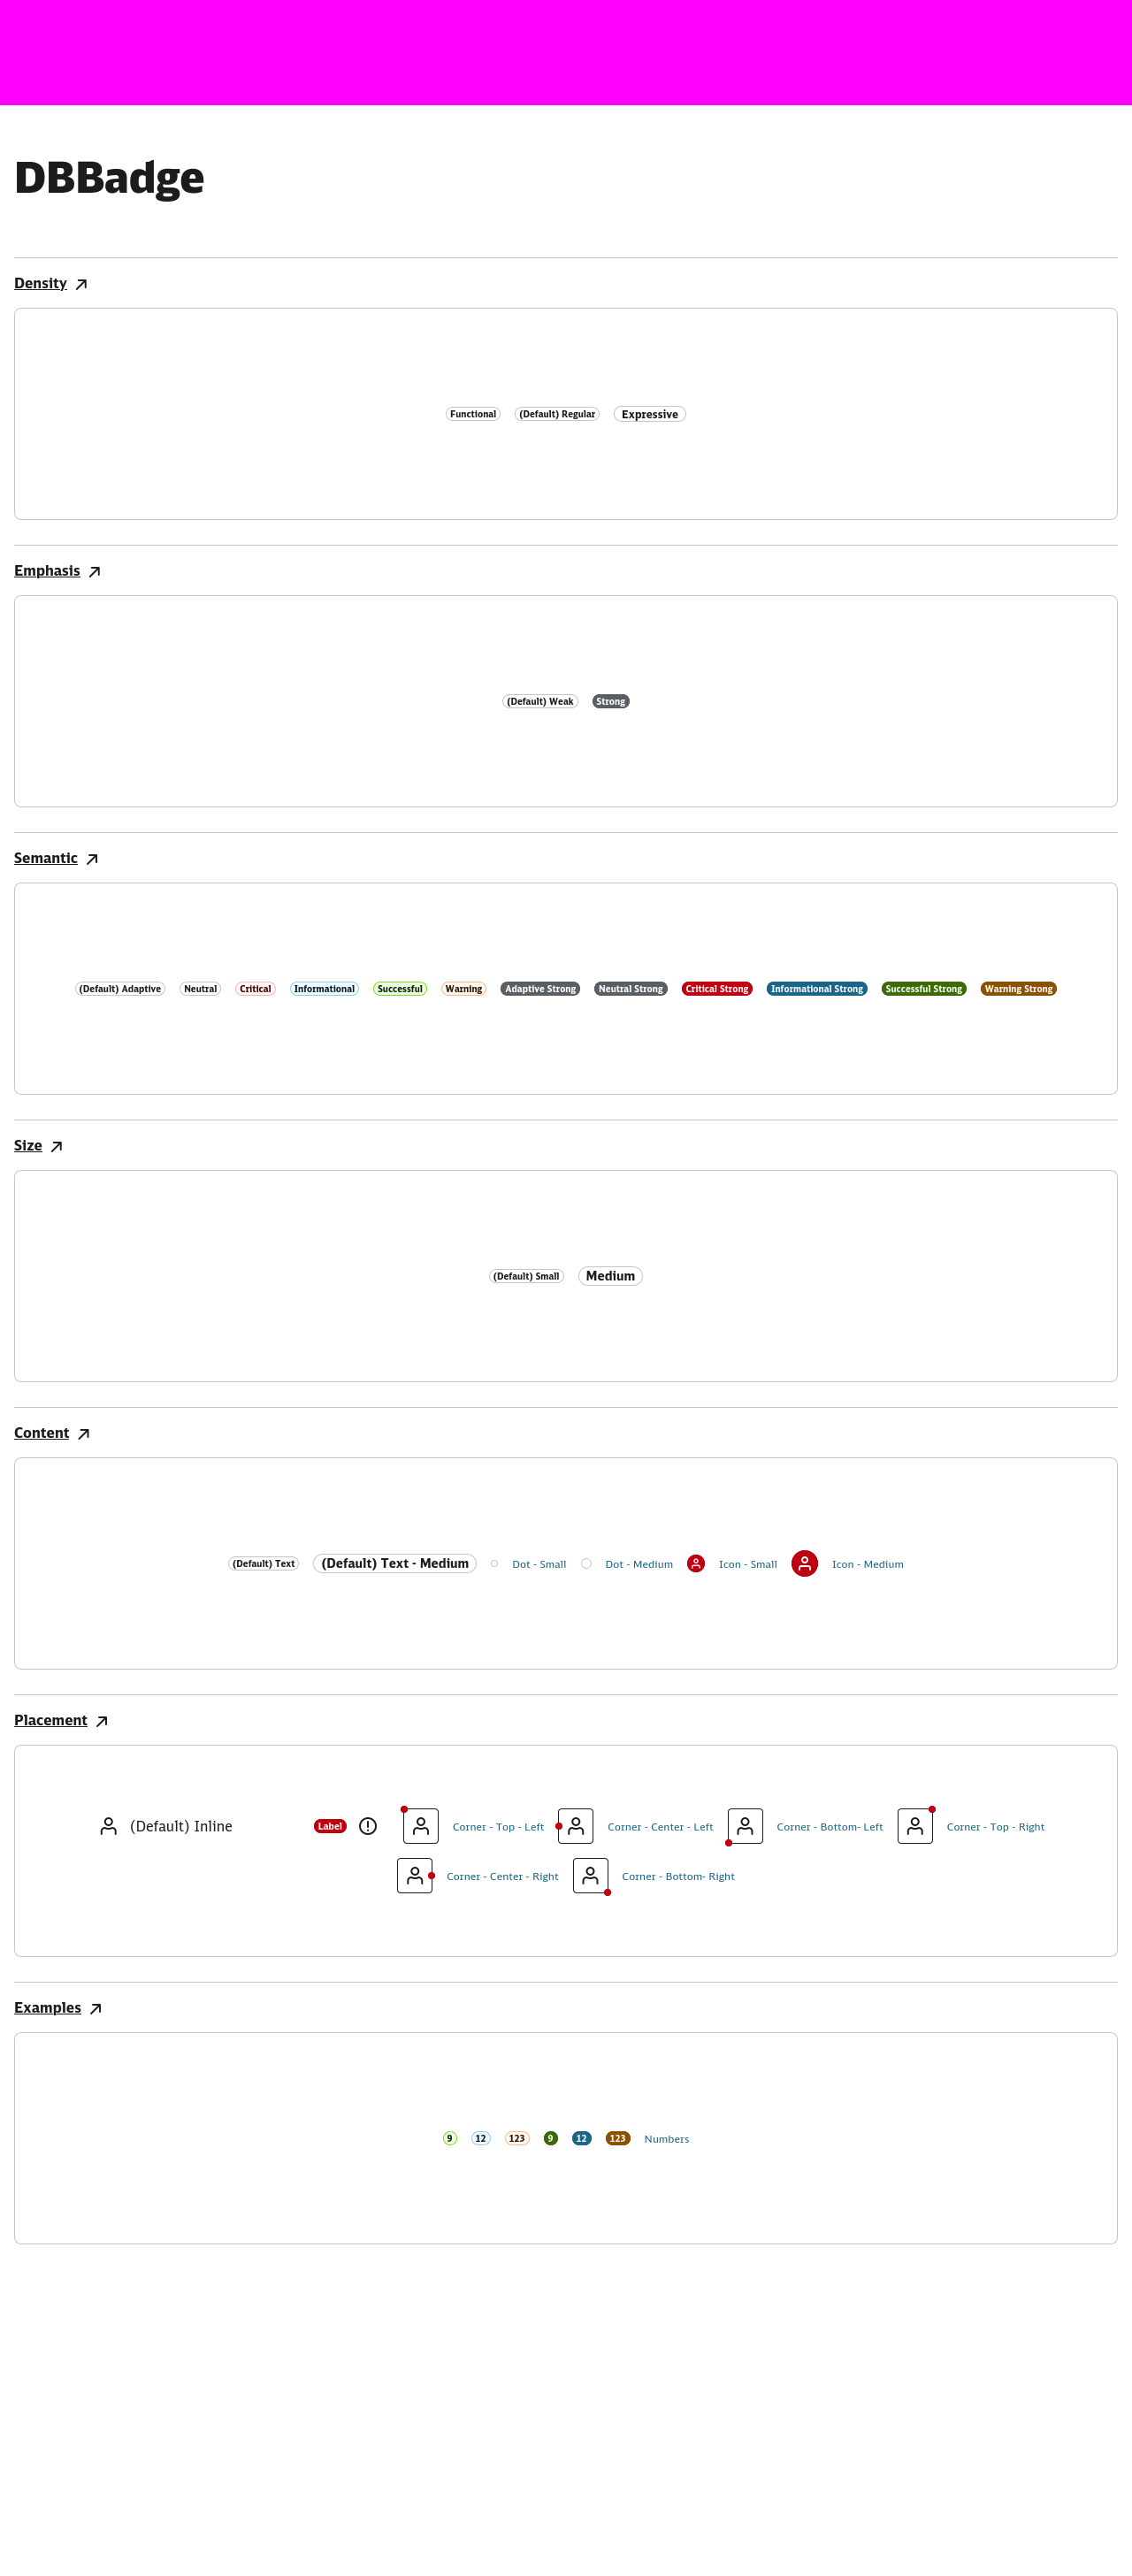 DBBadge
Density
Functional (Default) Regular Expressive
Emphasis
(Default) Weak Strong
Semantic
(Default) Adaptive Neutral Critical Informational Successful Warning Adaptive Strong Neutral Strong Critical Strong Informational Strong Successful Strong Warning Strong
Size
(Default) Small Medium
Content
(Default) Text (Default) Text - Medium Dot - Small Dot - Medium Icon - Small Icon - Medium
Placement
(Default) Inline Label Corner - Top - Left Corner - Center - Left Corner - Bottom- Left Corner - Top - Right
Corner - Center - Right Corner - Bottom- Right
Examples
9 12 123 9 12 123 Numbers